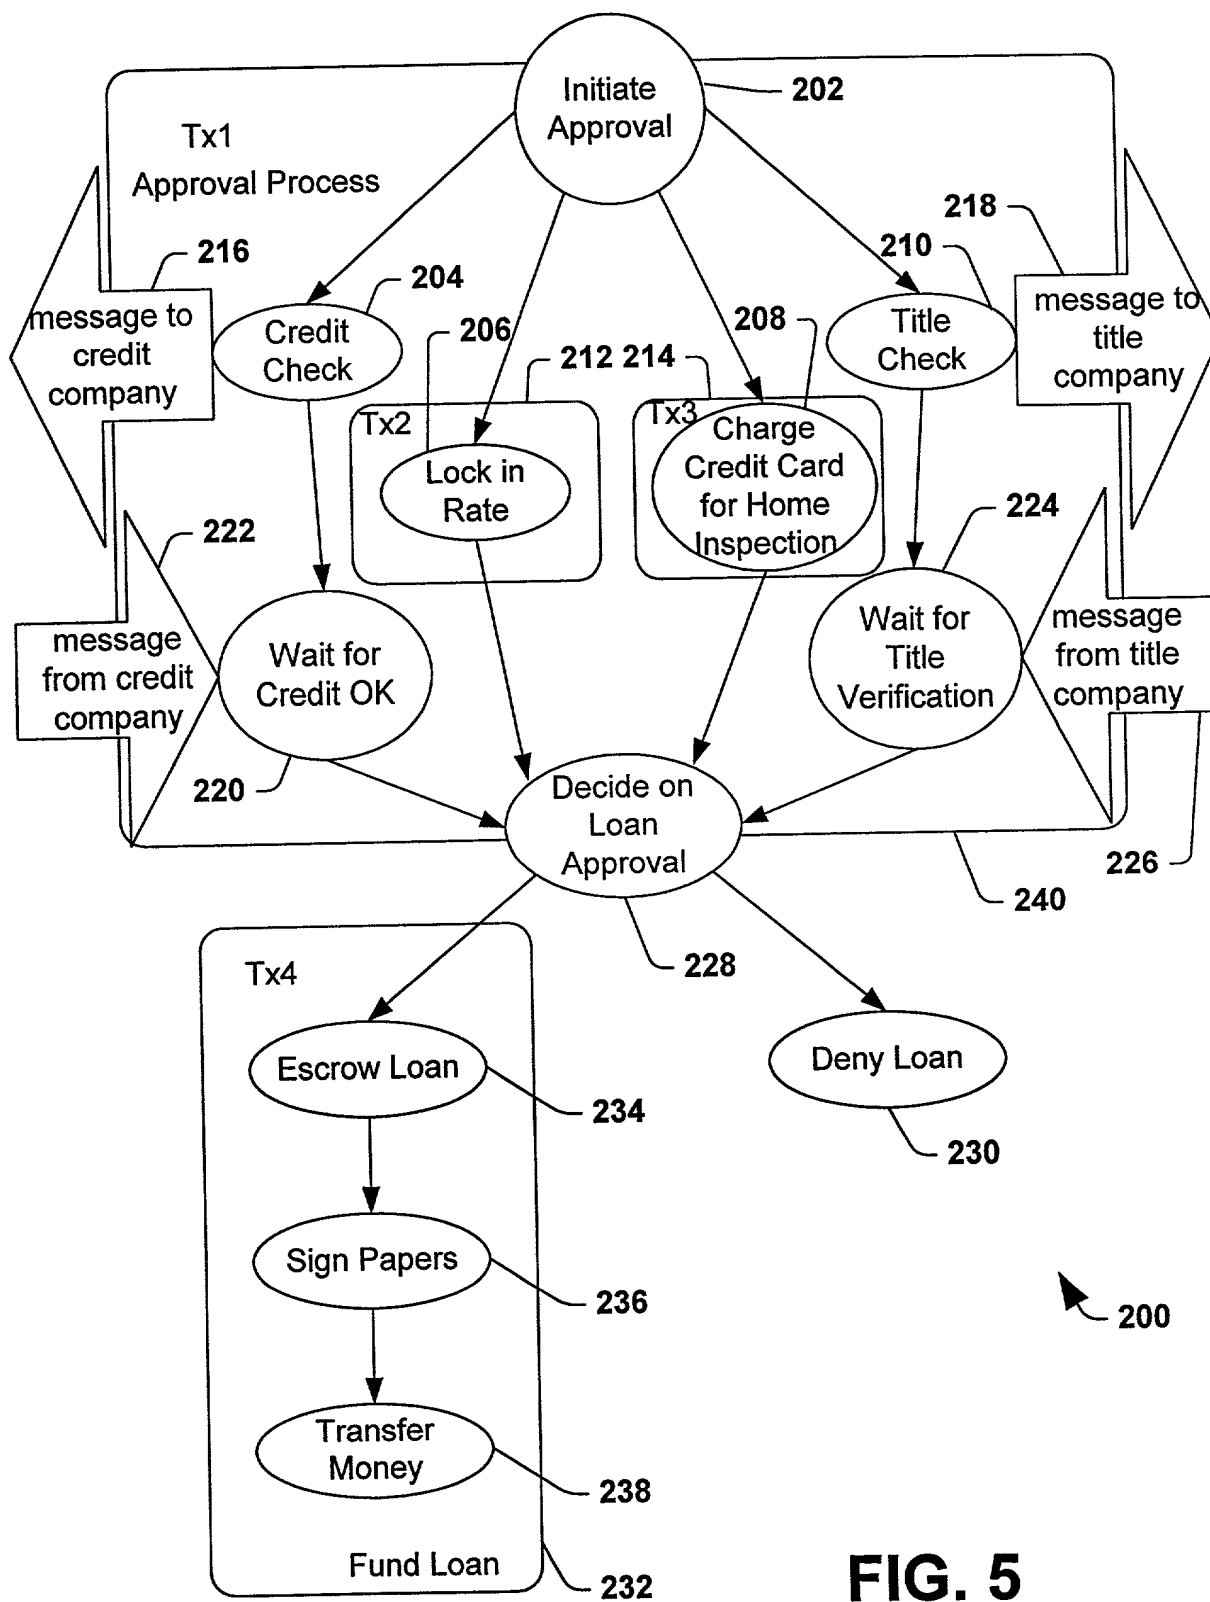 Initiate
Approval
202
Tx1
Approval Process
216
218
210
204
message to
credit
company
Credit
Check
206
208
Title
Check
message to
title
company
212
214
Tx2
Lock in
Rate
Tx3
Charge
Credit Card
for Home
Inspection
222
224
message
from credit
company
Wait for
Credit OK
Wait for
Title
Verification
message
from title
company
220
Decide on
Loan
Approval
226
240
228
Tx4
Escrow Loan
234
Deny Loan
230
Sign Papers
236
200
Transfer
Money
238
Fund Loan
232
FIG. 5